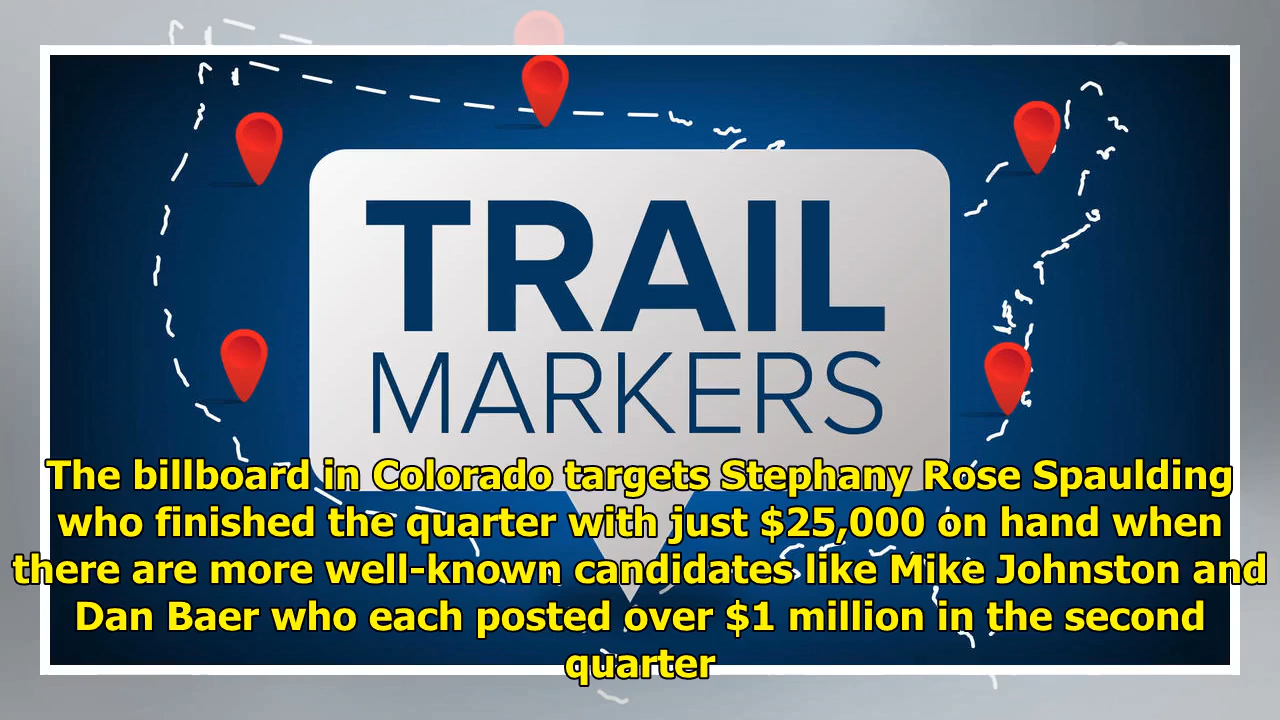 TRAIL
MARKERS
The billboard in Colorado targets Stephany Rose Spaulding
who finished the quarter with just $25,000 on hand when
there are more well-known candidates like Mike Johnston and
Dan Baer who each posted over $1 million in the second
quarter